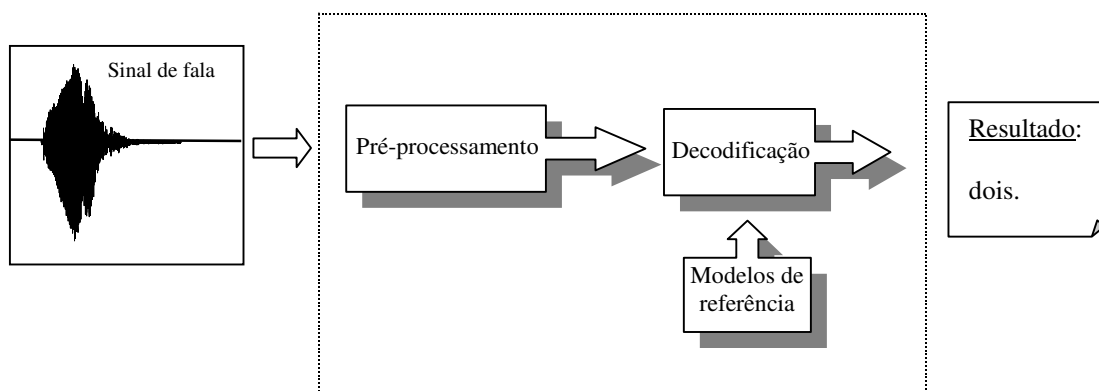 Sinal de fala
Pré-processamento
Decodificação
Modelos de
referência
Resultado:
dois.